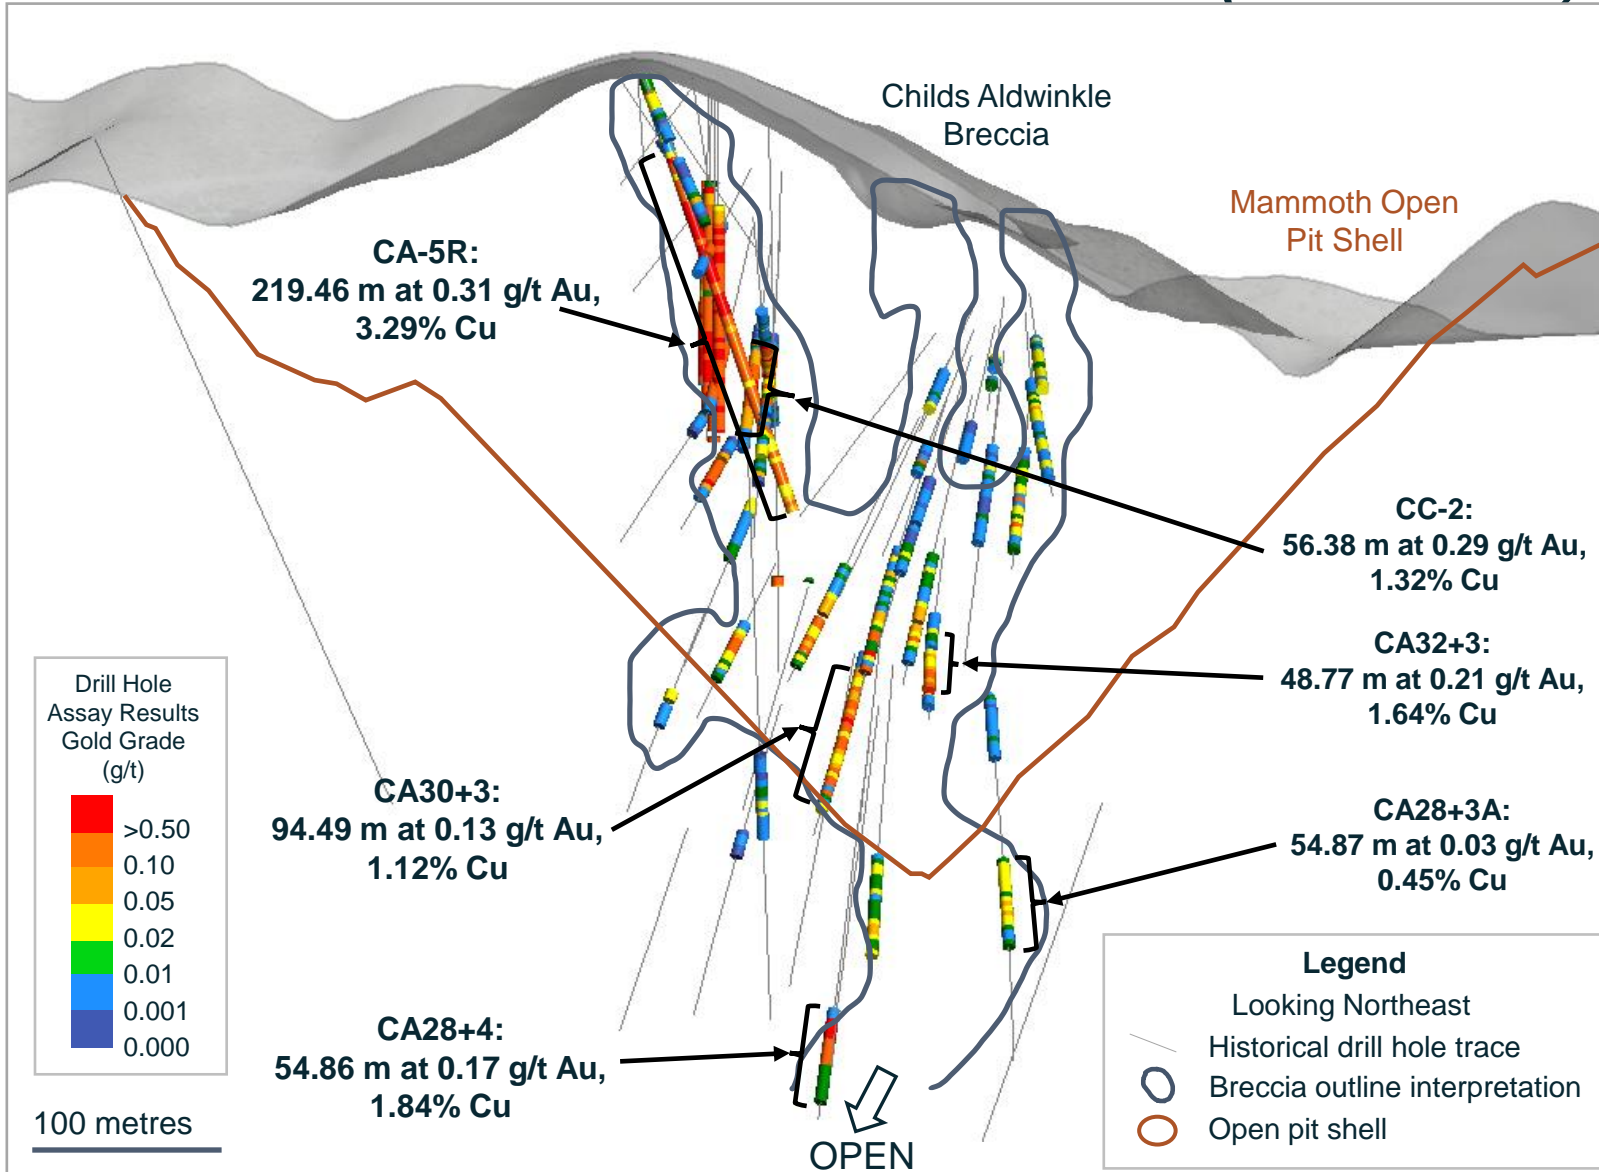 Childs Aldwinkle
Breccia
Mammoth Open
Pit Shell
CA-5R:
219.46 m at 0.31 g/t Au,
3.29% Cu
CC-2:
56.38 m at 0.29 g/t Au,
1.32% Cu
CA32+3:
48.77 m at 0.21 g/t Au,
1.64% Cu
CA30+3:
94.49 m at 0.13 g/t Au,
1.12% Cu
CA28+3A:
54.87 m at 0.03 g/t Au,
0.45% Cu
CA28+4:
54.86 m at 0.17 g/t Au,
1.84% Cu
Drill Hole
Assay Results
Gold Grade
(g/t)
>0.50
0.10
0.05
0.02
0.01
0.001
0.000
100 metres
OPEN
Legend
Looking Northeast
Historical drill hole trace
Breccia outline interpretation
Open pit shell